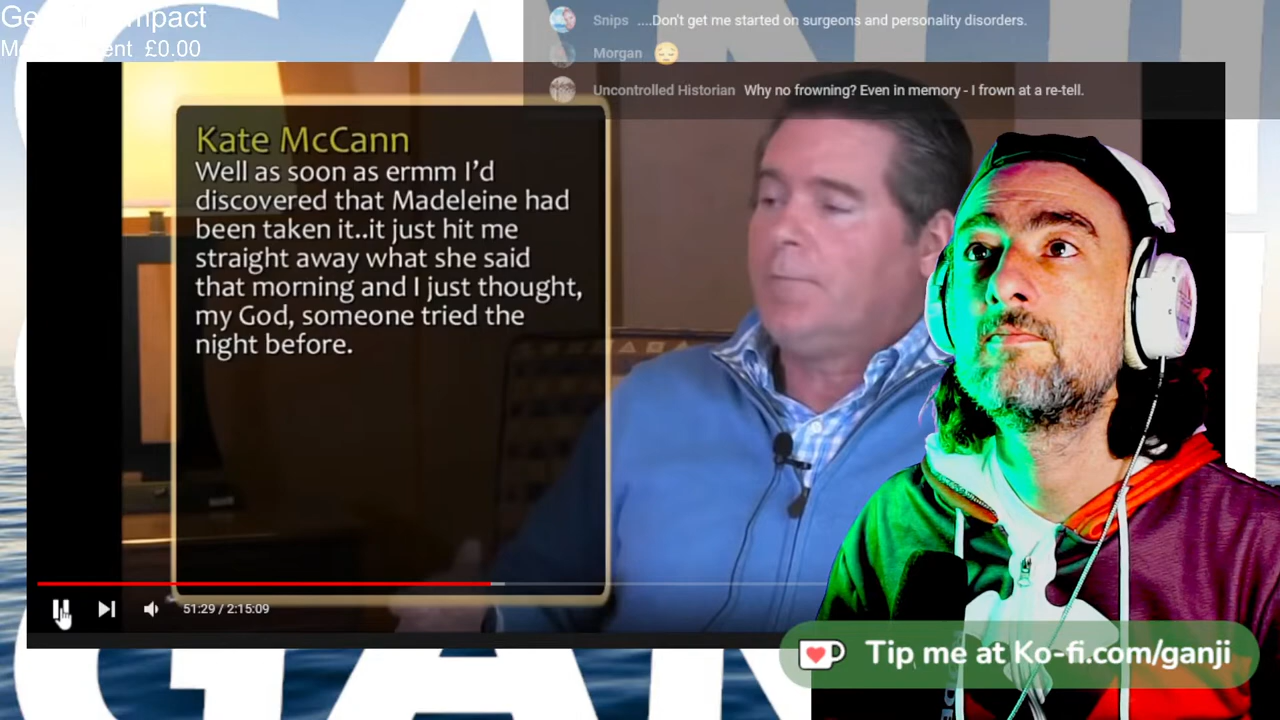 Snips ....Don't get me started on surgeons and personality disorders.
£0.00
Morgan 😔
Uncontrolled Historian Why no frowning? Even in memory - I frown at a re-tell.
Kate McCann
Well as soon as ermm I'd
discovered that Madeleine had
been taken it..it just hit me
straight away what she said
that morning and I just thought,
my God, someone tried the
night before.
51:29 / 2:15:09
Tip me at Ko-fi.com/ganji